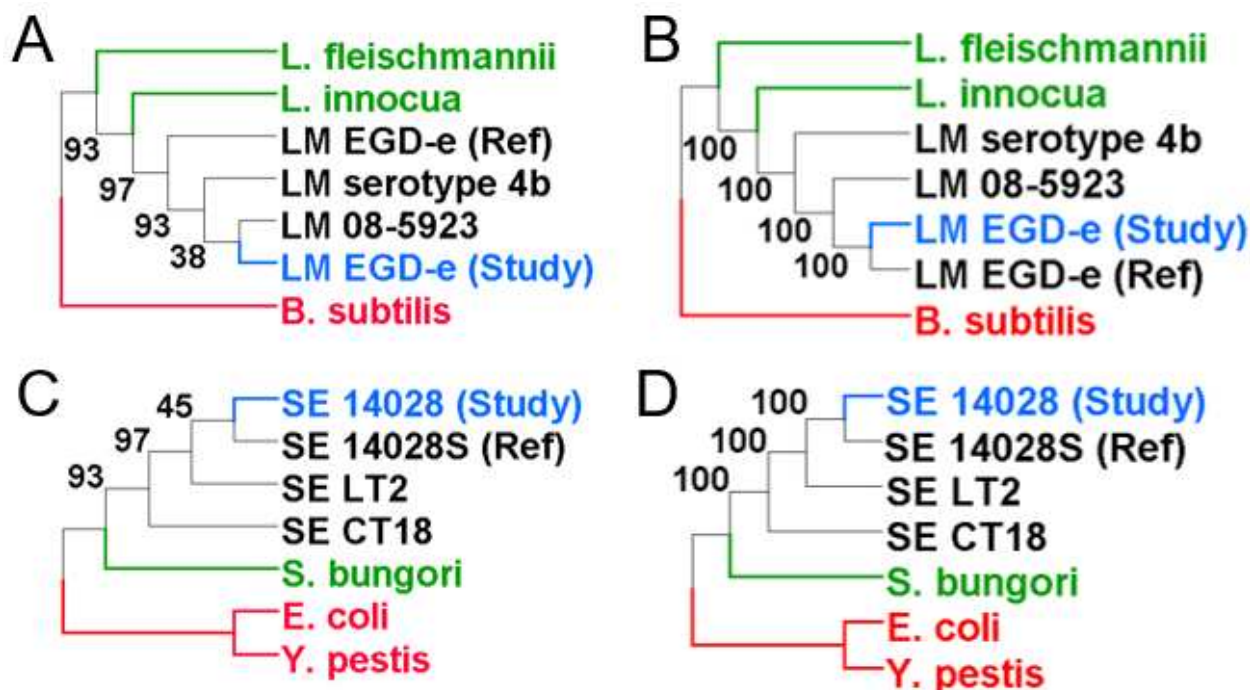 A
L. fleischmannii
L. innocua
LM EGD-e (Ref)
LM serotype 4b
LM 08-5923
LM EGD-e (Study)
B. subtilis
93
97
93
38
B
L. fleischmannii
L. innocua
LM serotype 4b
LM 08-5923
LM EGD-e (Study)
LM EGD-e (Ref)
B. subtilis
100
100
100
100
C
SE 14028 (Study)
SE 14028S (Ref)
SE LT2
SE CT18
S. bungori
E. coli
Y. pestis
45
97
93
D
SE 14028 (Study)
SE 14028S (Ref)
SE LT2
SE CT18
S. bungori
E. coli
Y. pestis
100
100
100